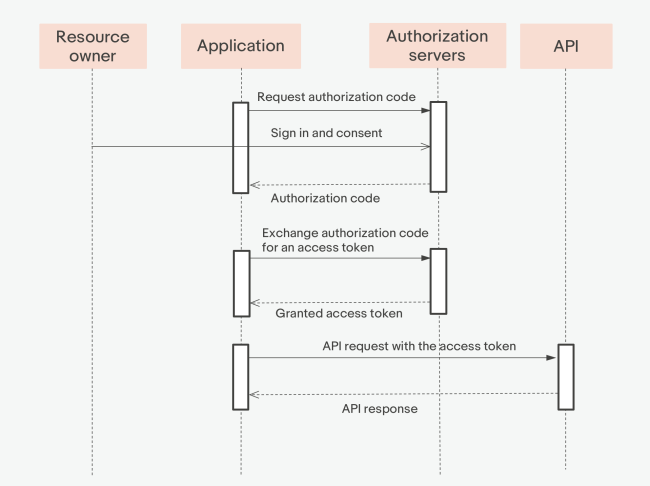 Resource
owner
Application
Authorization
servers
API
Request authorization code
Sign in and consent
Authorization code
Exchange authorization code
for an access token
Granted access token
API request with the access token
API response